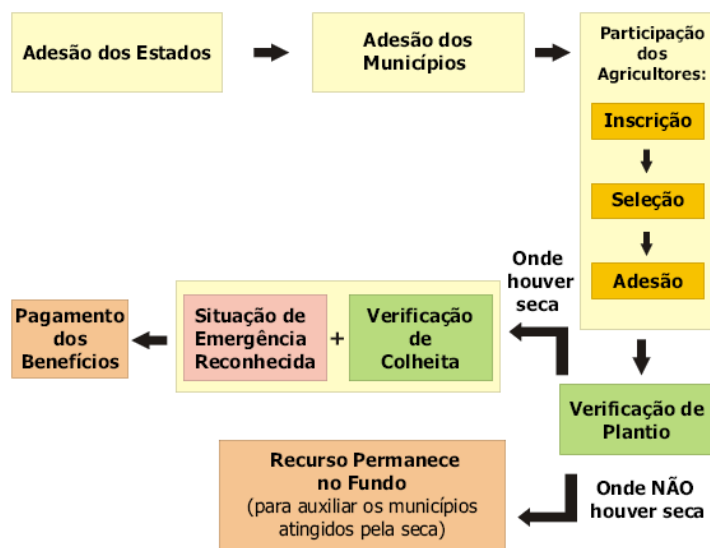 Adesão dos Estados
Adesão dos
Municípios
Participação
dos
Agricultores:
Inscrição
Seleção
Adesão
Verificação de
Plantio
Onde
houver
seca
Situação de
Emergência
Reconhecida
+
Verificação
de
Colheita
Pagamento
dos
Benefícios
Onde NÃO
houver seca
Recurso Permanece
no Fundo
(para auxiliar os municípios
atingidos pela seca)